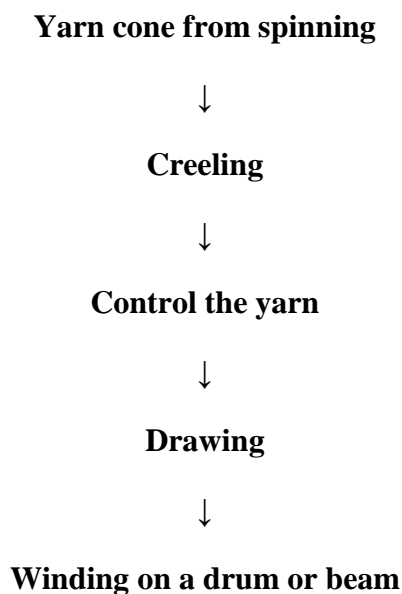 Yarn cone from spinning
↓
Creeling
↓
Control the yarn
↓
Drawing
↓
Winding on a drum or beam